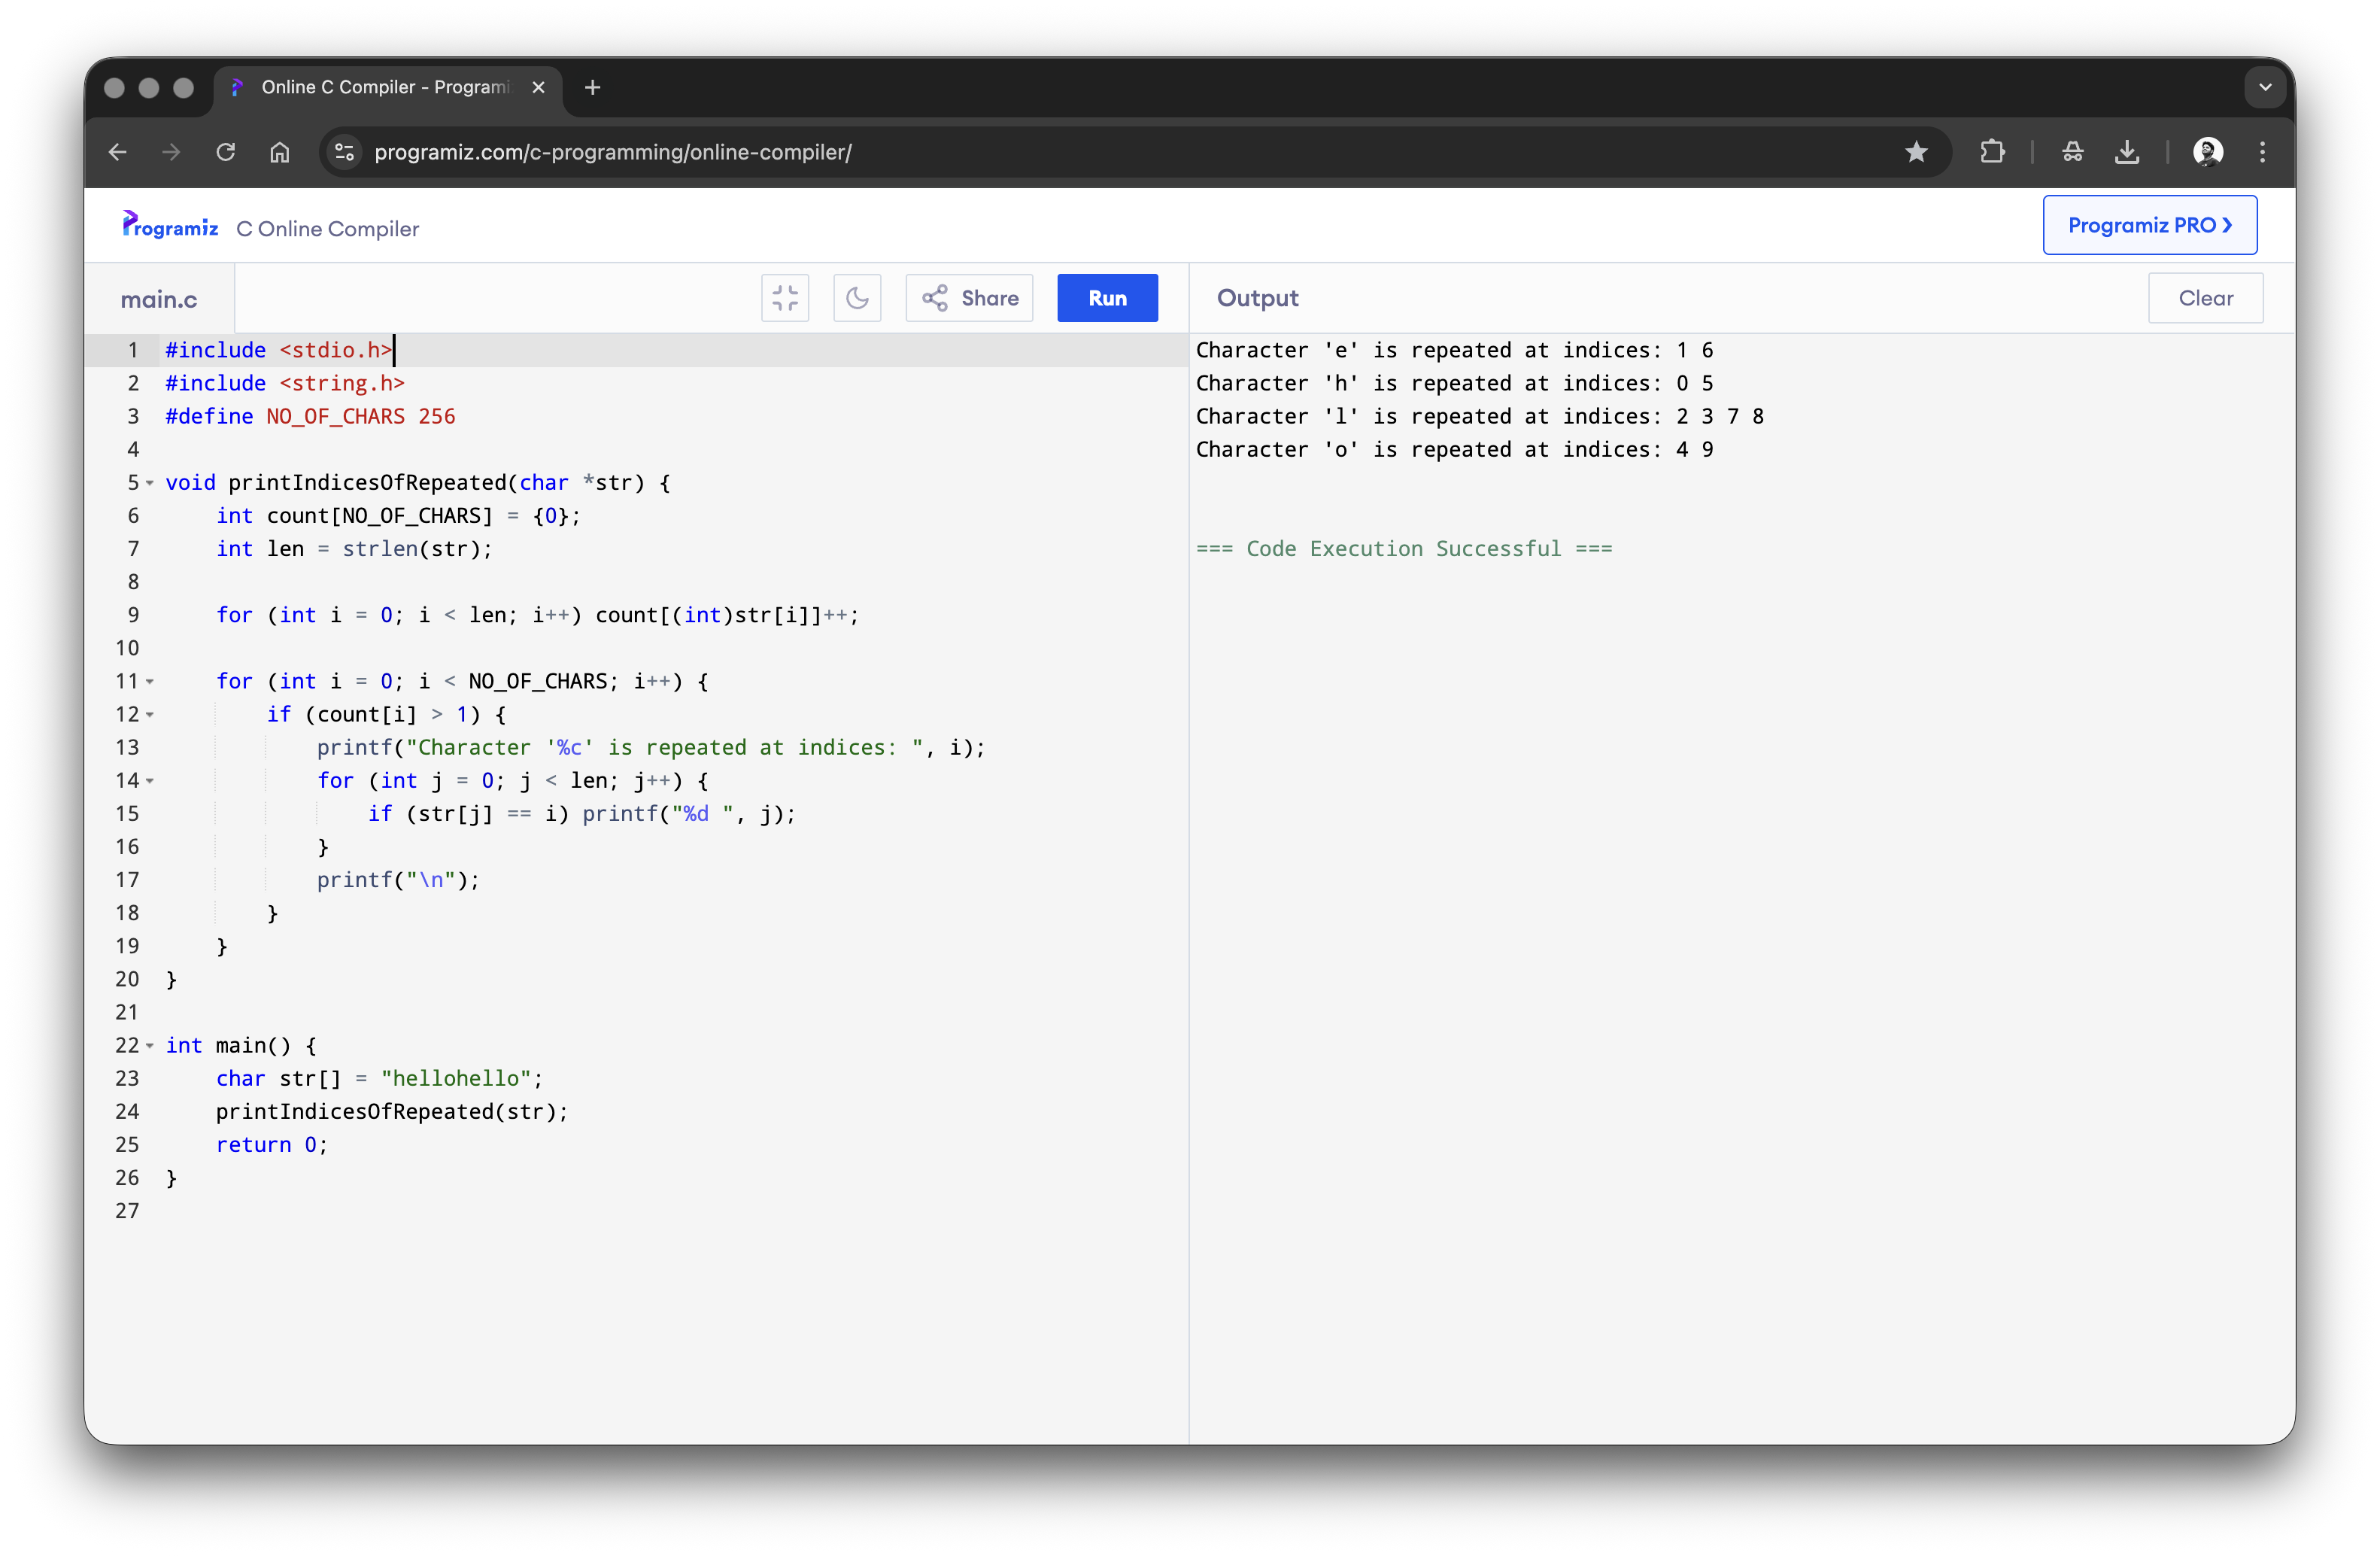 Online C Compiler - Programi
programiz.com/c-programming/online-compiler/
Programiz C Online Compiler
Programiz PRO ❯
main.c
Share
Run
Output
Clear
1 #include <stdio.h>
2 #include <string.h>
3 #define NO_OF_CHARS 256
4
5 void printIndicesOfRepeated(char *str) {
6     int count[NO_OF_CHARS] = {0};
7     int len = strlen(str);
8
9     for (int i = 0; i < len; i++) count[(int)str[i]]++;
10
11     for (int i = 0; i < NO_OF_CHARS; i++) {
12         if (count[i] > 1) {
13             printf("Character '%c' is repeated at indices: ", i);
14             for (int j = 0; j < len; j++) {
15                 if (str[j] == i) printf("%d ", j);
16             }
17             printf("\n");
18         }
19     }
20 }
21
22 int main() {
23     char str[] = "hellohello";
24     printIndicesOfRepeated(str);
25     return 0;
26 }
27
Character 'e' is repeated at indices: 1 6
Character 'h' is repeated at indices: 0 5
Character 'l' is repeated at indices: 2 3 7 8
Character 'o' is repeated at indices: 4 9
=== Code Execution Successful ===